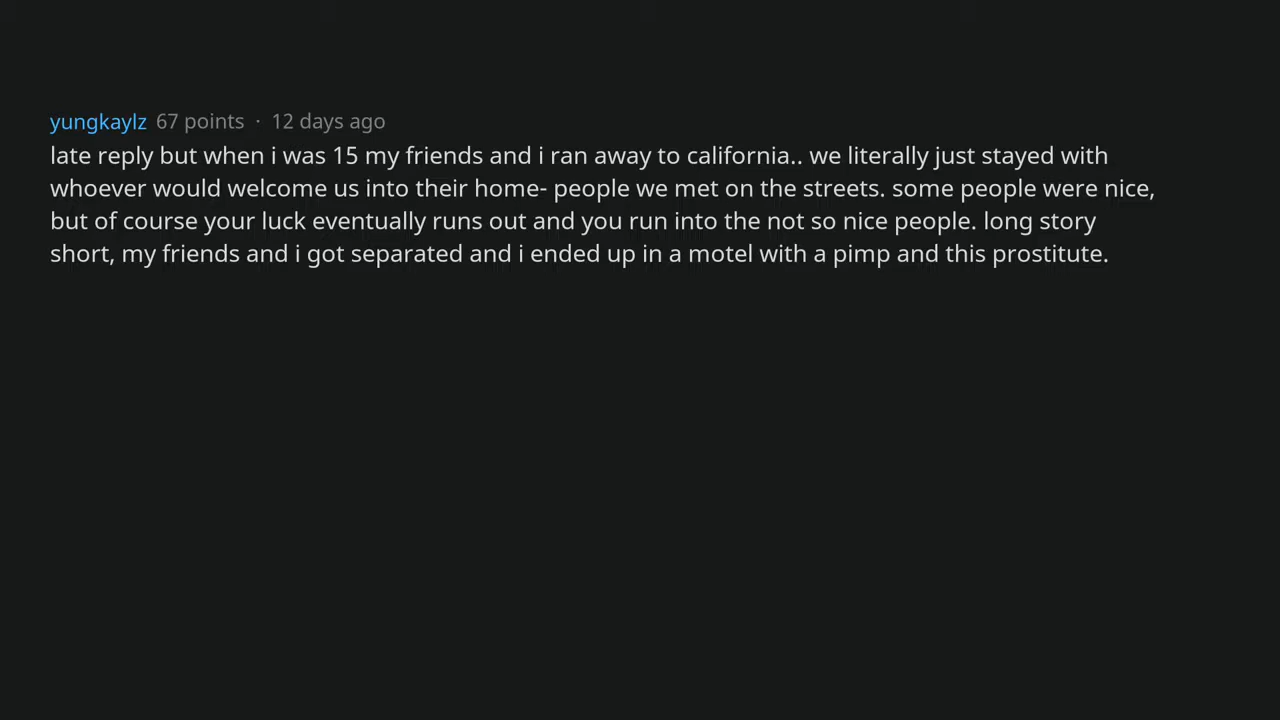 yungkaylz 67 points · 12 days ago
late reply but when i was 15 my friends and i ran away to california.. we literally just stayed with
whoever would welcome us into their home- people we met on the streets. some people were nice,
but of course your luck eventually runs out and you run into the not so nice people. long story
short, my friends and i got separated and i ended up in a motel with a pimp and this prostitute.